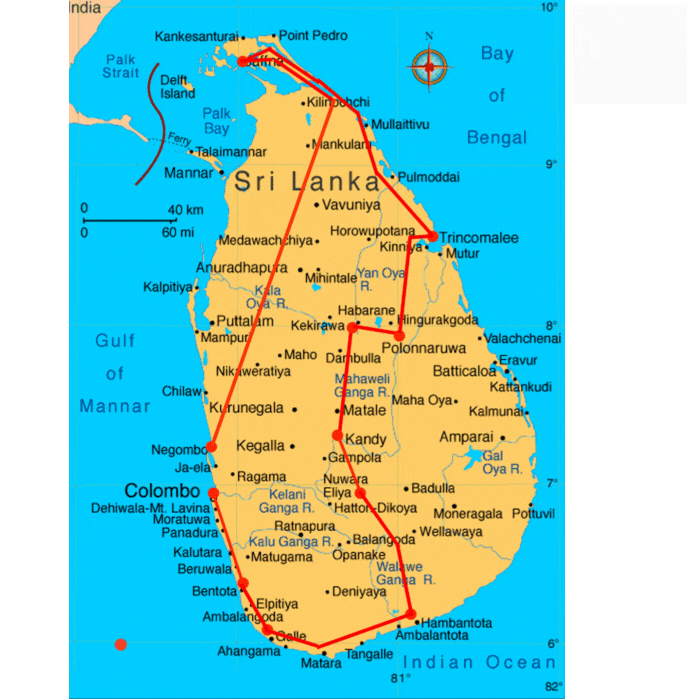 India
10°
Kankesanturai
Point Pedro
N
Jaffna
Palk
Strait
Bay
of
Bengal
Delft
Island
Kilinochchi
Palk
Bay
Mullaittivu
Ferry
Mankulam
Talaimannar
9°
Mannar
Sri Lanka
Pulmoddai
0
40 km
0
60 mi
Vavuniya
Horowupotana
Medawachchiya
Kinniya
Trincomalee
Mutur
Anuradhapura
Mihintale
Yan Oya
R.
Kalpitiya
Kala
Oya R.
Habarane
Puttalam
Kekirawa
Hingurakgoda
8°
Mampuri
Valachchenai
Gulf
of
Mannar
Maho
Dambulla
Polonnaruwa
Eravur
Nikaweratiya
Batticaloa
Mahaweli
Ganga R.
Kattankudi
Chilaw
Maha Oya
Kurunegala
Matale
Kalmunai
Kandy
Amparai
Negombo
Kegalla
Gampola
Gal
Oya R.
Ja-ela
Ragama
Nuwara
Eliya
7°
Colombo
Kelani
Ganga R.
Badulla
Dehiwala-Mt. Lavina
Hatton-Dikoya
Moneragala
Pottuvil
Moratuwa
Ratnapura
Panadura
Wellawaya
Kalu Ganga R.
Balangoda
Kalutara
Matugama
Opanake
Beruwala
Walawe
Ganga R.
Bentota
Deniyaya
Elpitiya
Ambalangoda
Hambantota
Galle
Ambalantota
6°
Ahangama
Tangalle
Matara
Indian Ocean
81°
82°